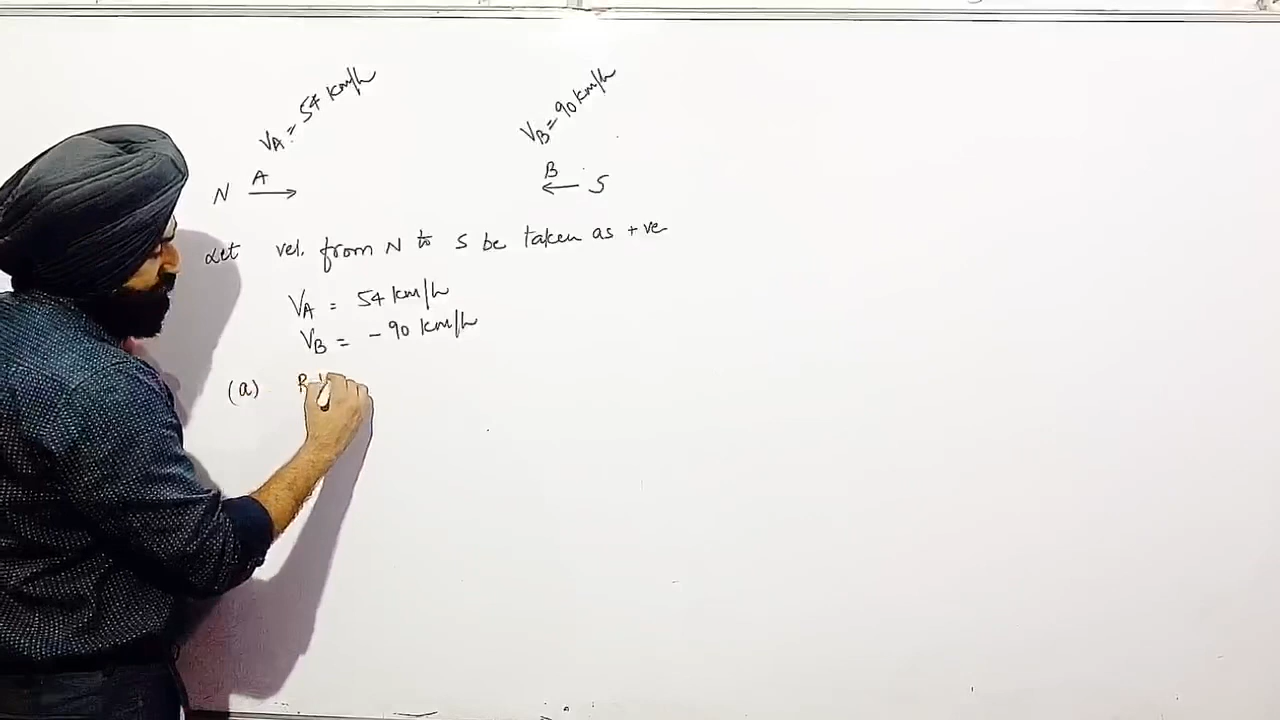 VA = 54 km/h
VB = 90 km/h
N A B S
Let vel. from N to S be taken as +ve
VA = 54 km/h
VB = - 90 km/h
(a)